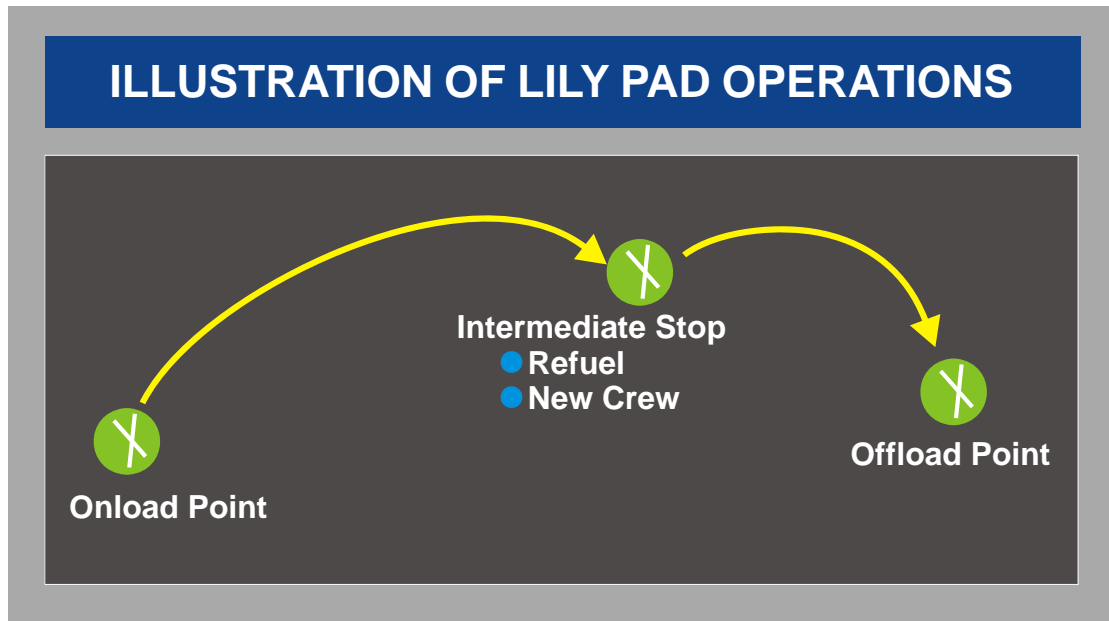 ILLUSTRATION OF LILY PAD OPERATIONS
Intermediate Stop
Refuel
New Crew
Offload Point
Onload Point